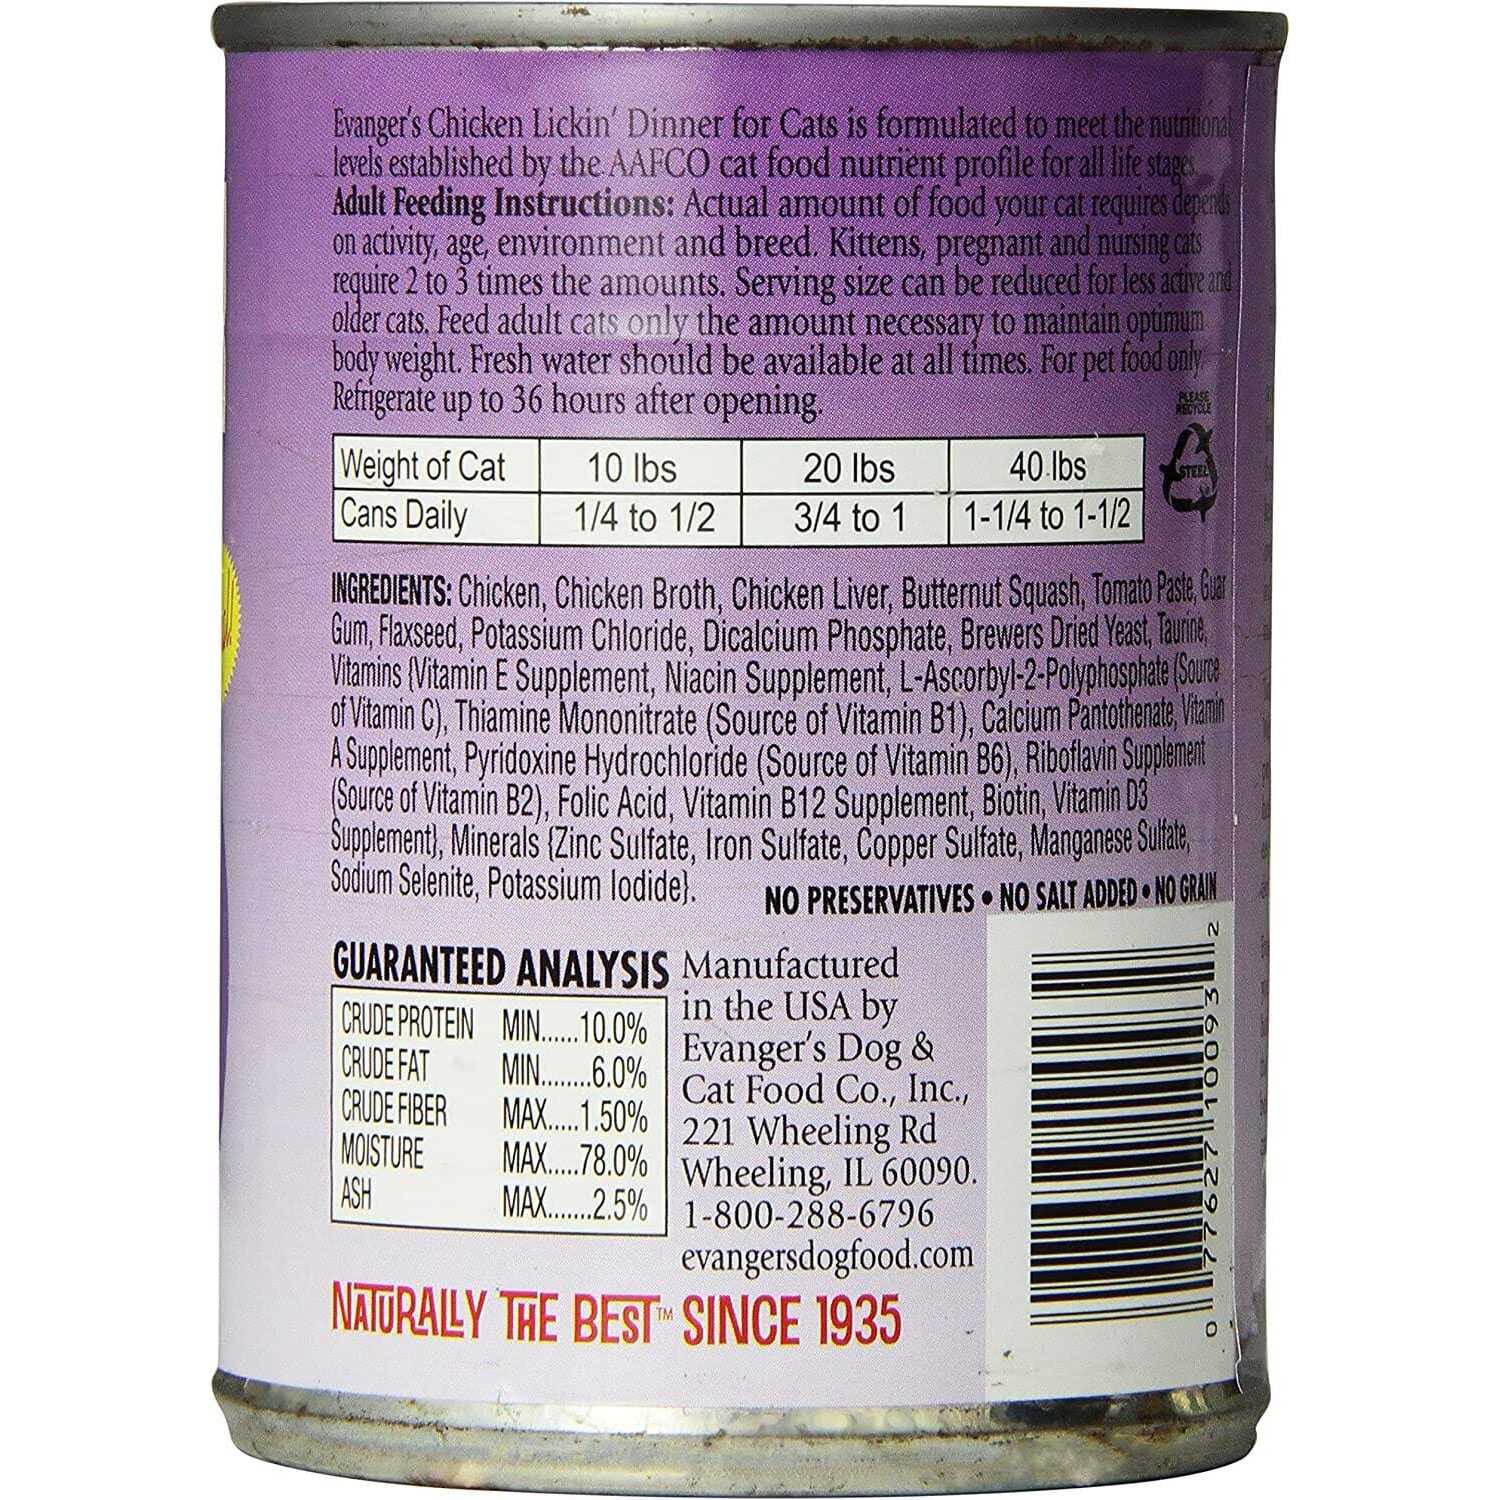 Evanger's Chicken Lickin' Dinner for Cats is formulated to meet the nutritional
levels established by the AAFCO cat food nutrient profile for all life stages.
Adult Feeding Instructions: Actual amount of food your cat requires depends
on activity, age, environment and breed. Kittens, pregnant and nursing cats
require 2 to 3 times the amounts. Serving size can be reduced for less active and
older cats. Feed adult cats only the amount necessary to maintain optimum
body weight. Fresh water should be available at all times. For pet food only.
Refrigerate up to 36 hours after opening.
PLEASE
RECYCLE
STEEL
Weight of Cat 10 lbs 20 lbs 40 lbs
Cans Daily 1/4 to 1/2 3/4 to 1 1-1/4 to 1-1/2
INGREDIENTS: Chicken, Chicken Broth, Chicken Liver, Butternut Squash, Tomato Paste, Guar
Gum, Flaxseed, Potassium Chloride, Dicalcium Phosphate, Brewers Dried Yeast, Taurine,
Vitamins {Vitamin E Supplement, Niacin Supplement, L-Ascorbyl-2-Polyphosphate (Source
of Vitamin C), Thiamine Mononitrate (Source of Vitamin B1), Calcium Pantothenate, Vitamin
A Supplement, Pyridoxine Hydrochloride (Source of Vitamin B6), Riboflavin Supplement
(Source of Vitamin B2), Folic Acid, Vitamin B12 Supplement, Biotin, Vitamin D3
Supplement}, Minerals {Zinc Sulfate, Iron Sulfate, Copper Sulfate, Manganese Sulfate,
Sodium Selenite, Potassium Iodide}.
NO PRESERVATIVES • NO SALT ADDED • NO GRAIN
GUARANTEED ANALYSIS
CRUDE PROTEIN MIN......10.0%
CRUDE FAT MIN........6.0%
CRUDE FIBER MAX.....1.50%
MOISTURE MAX.....78.0%
ASH MAX.......2.5%
Manufactured
in the USA by
Evanger's Dog &
Cat Food Co., Inc.,
221 Wheeling Rd
Wheeling, IL 60090.
1-800-288-6796
evangersdogfood.com
0 77627 10093 2
NATURALLY THE BEST™ SINCE 1935